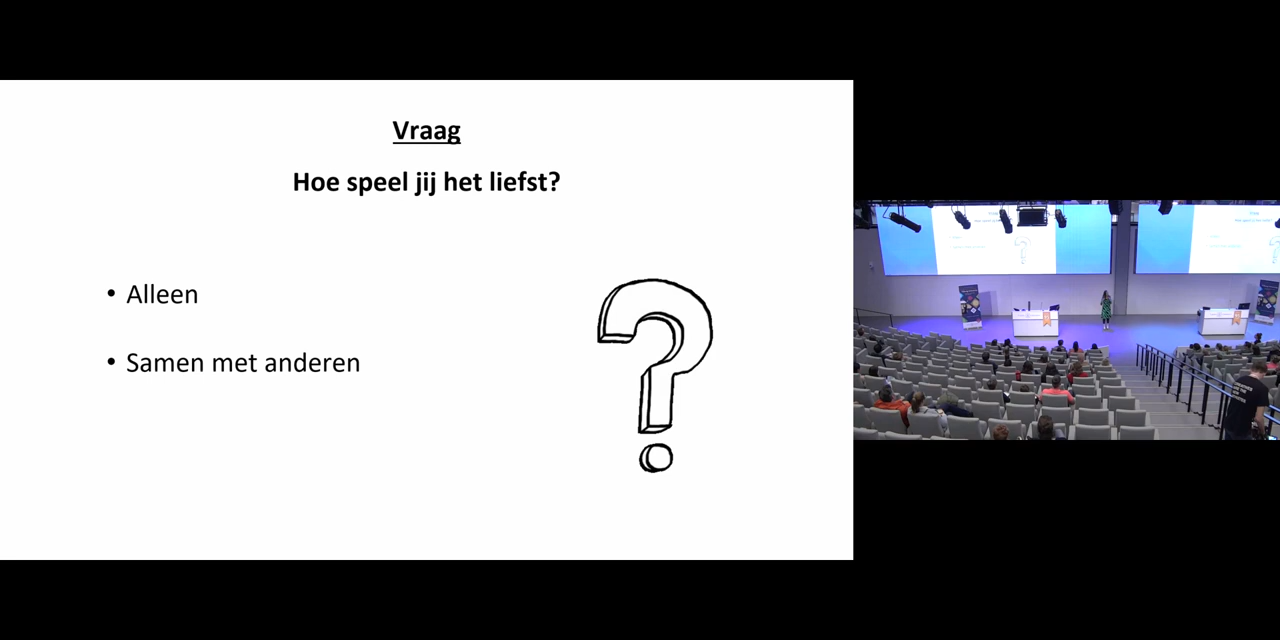 Vraag
Hoe speel jij het liefst?
• Alleen
• Samen met anderen